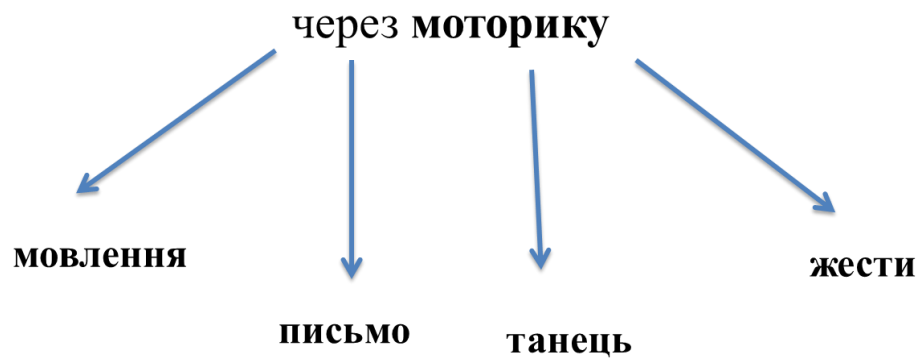 через моторику
мовлення
письмо
танець
жести